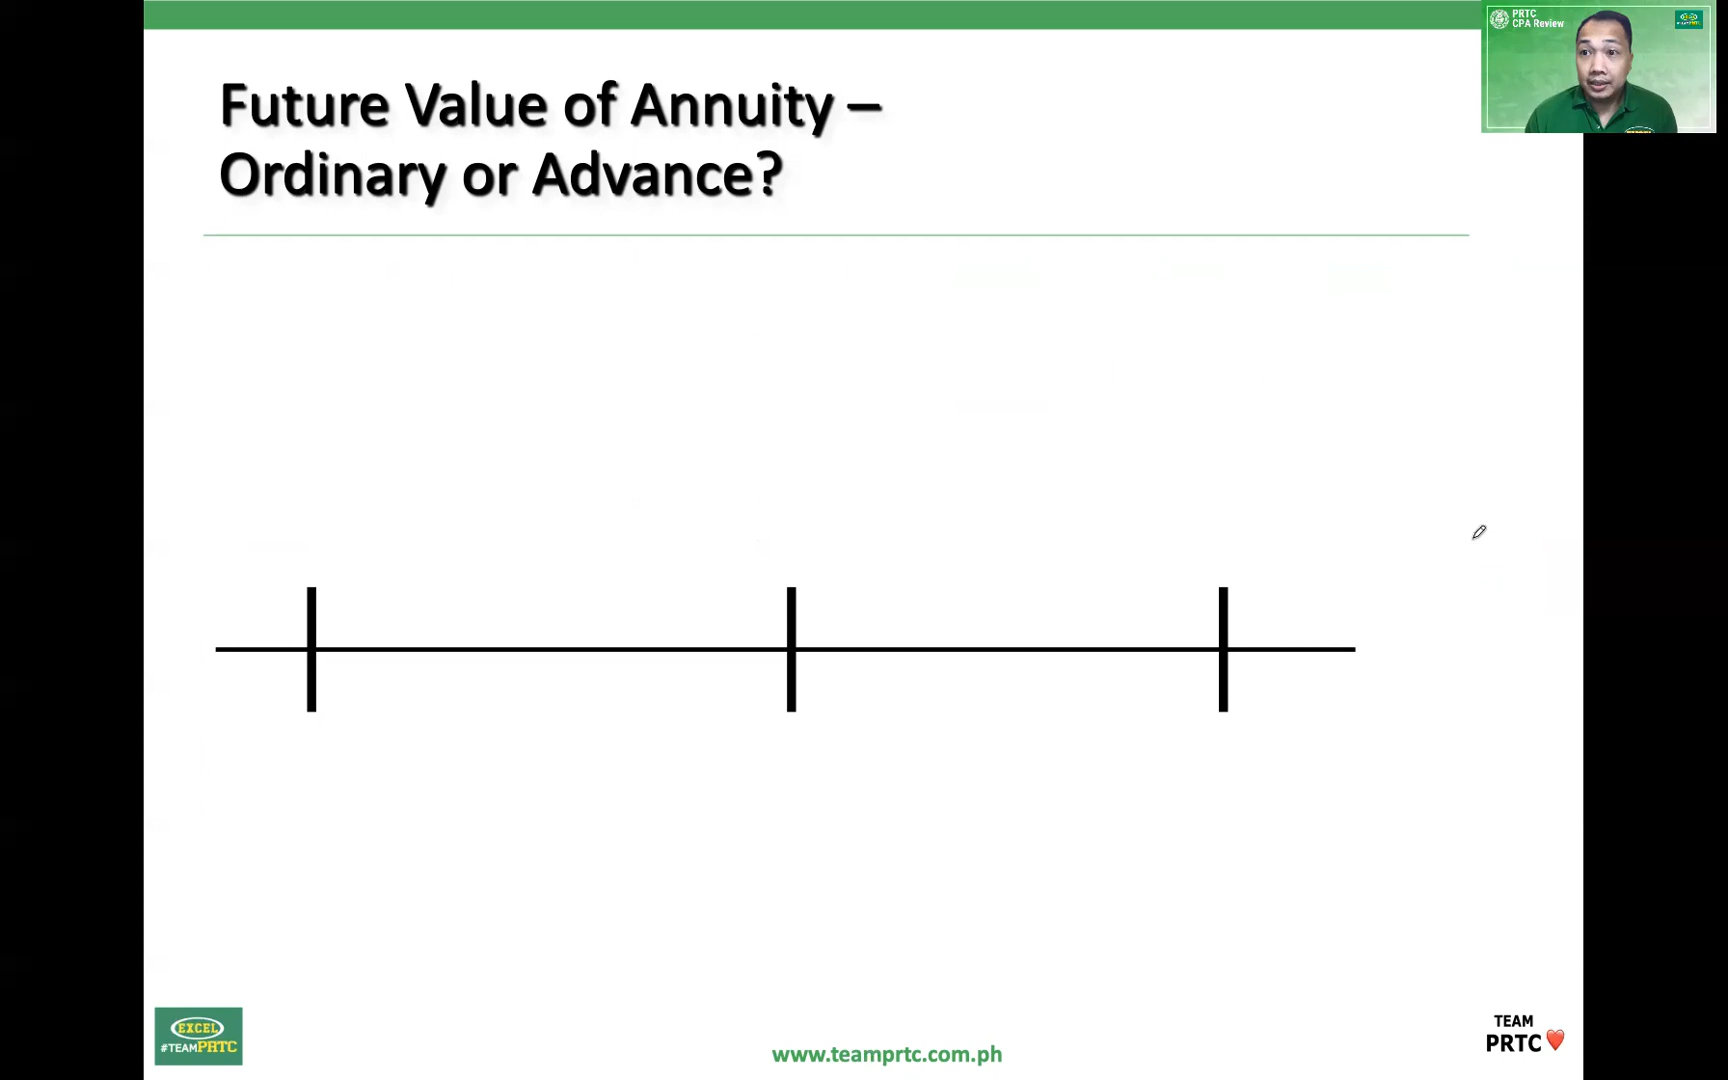 PRTC
CPA Review
Future Value of Annuity –
Ordinary or Advance?
EXCEL
#TEAMPRTC
www.teamprtc.com.ph
TEAM
PRTC